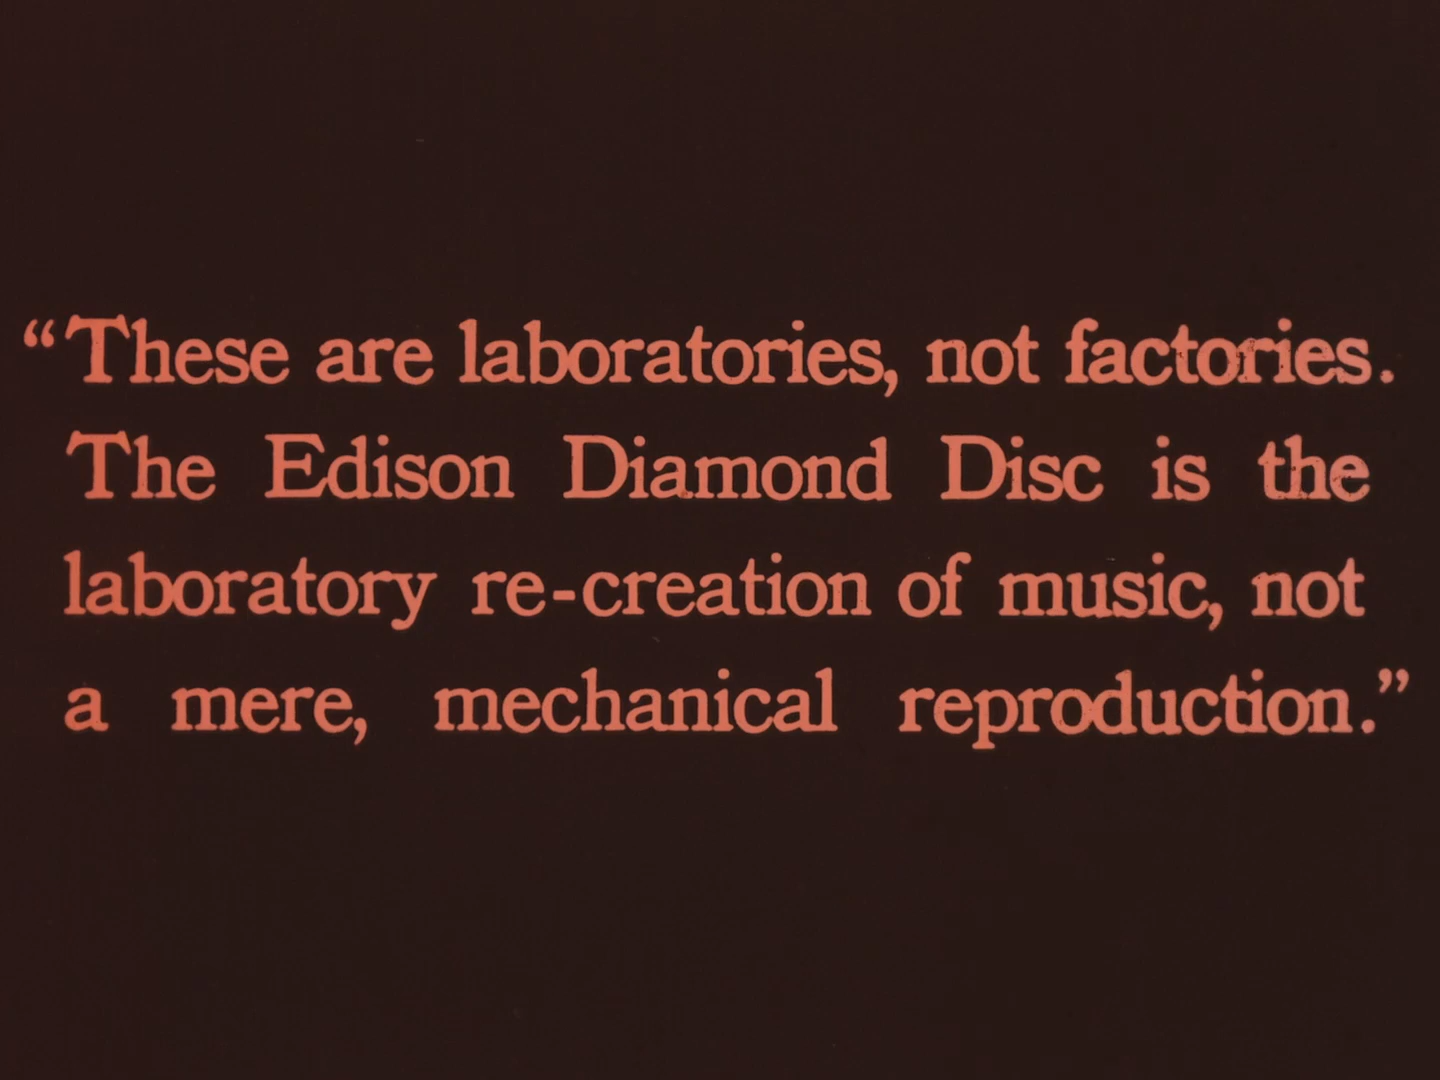 “These are laboratories, not factories.
The Edison Diamond Disc is the
laboratory re-creation of music, not
a mere, mechanical reproduction.”